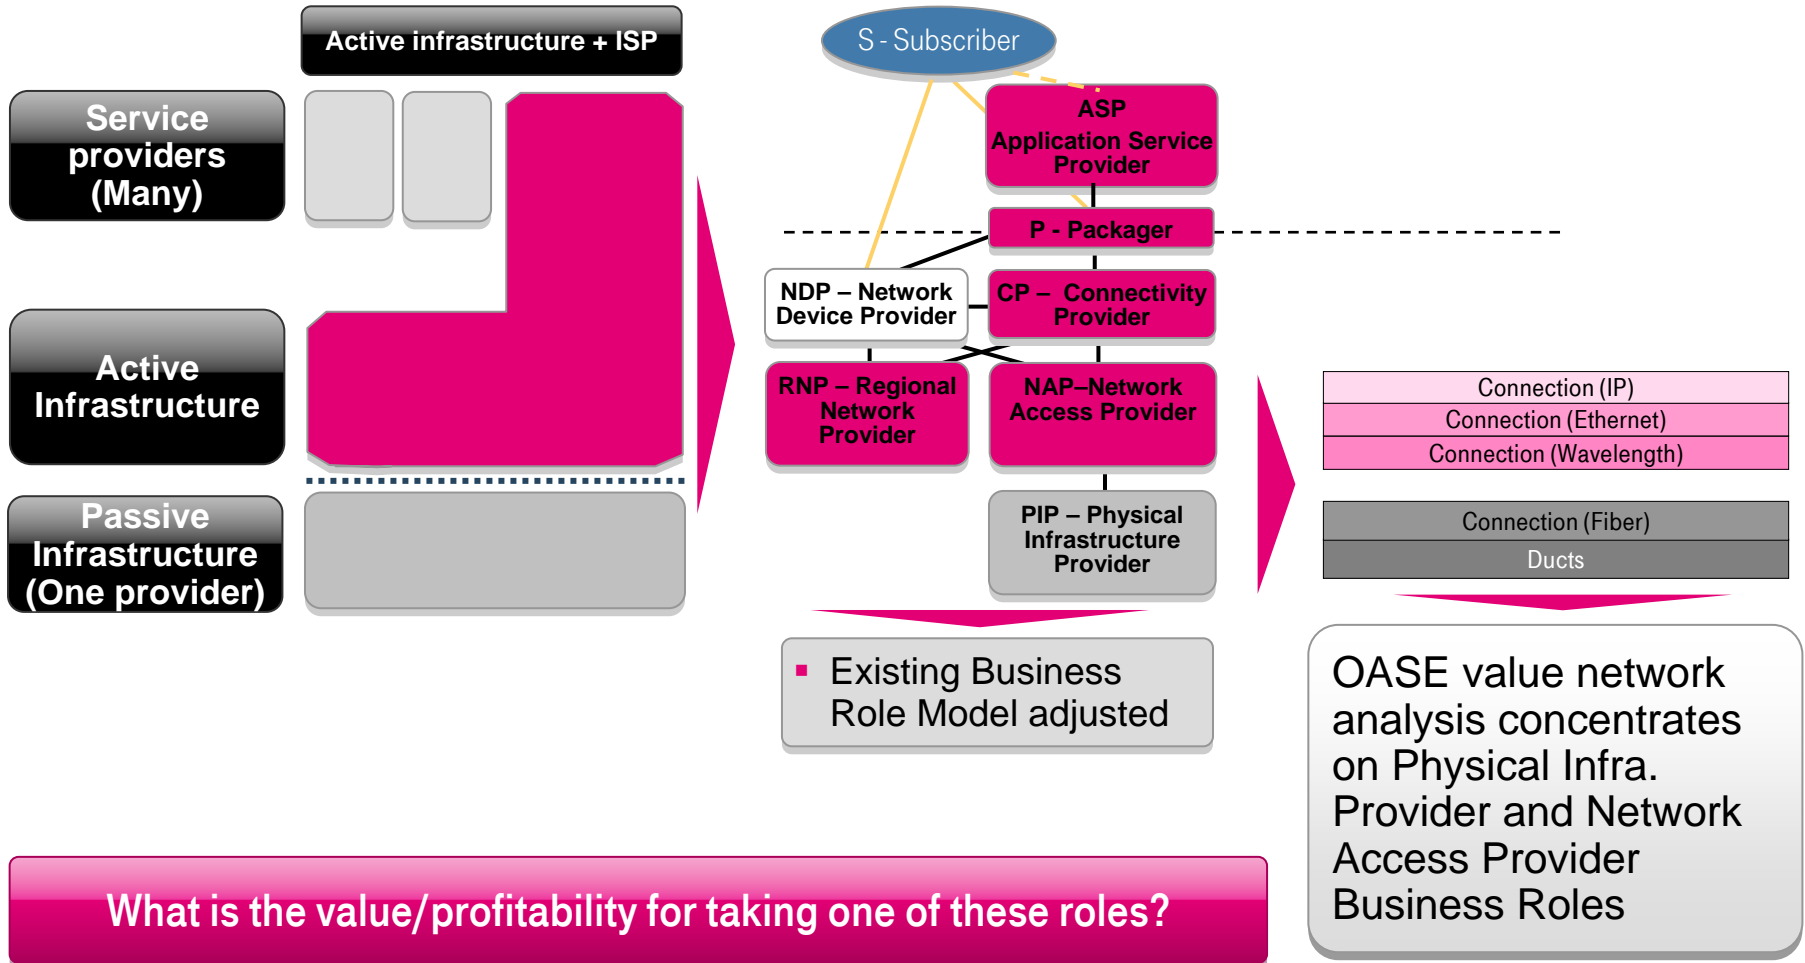 Active infrastructure + ISP
Service
providers
(Many)
Active
Infrastructure
Passive
Infrastructure
(One provider)
S - Subscriber
ASP
Application Service
Provider
P - Packager
NDP – Network
Device Provider
CP – Connectivity
Provider
RNP – Regional
Network
Provider
NAP–Network
Access Provider
PIP – Physical
Infrastructure
Provider
Existing Business
Role Model adjusted
Connection (IP)
Connection (Ethernet)
Connection (Wavelength)
Connection (Fiber)
Ducts
OASE value network
analysis concentrates
on Physical Infra.
Provider and Network
Access Provider
Business Roles
What is the value/profitability for taking one of these roles?